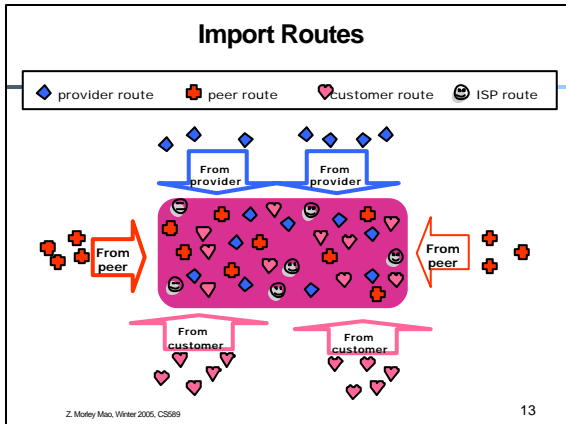 Import Routes
provider route peer route customer route ISP route
From
provider
From
provider
From
peer
From
peer
From
customer
From
customer
Z. Morley Mao, Winter 2005, CS589
13